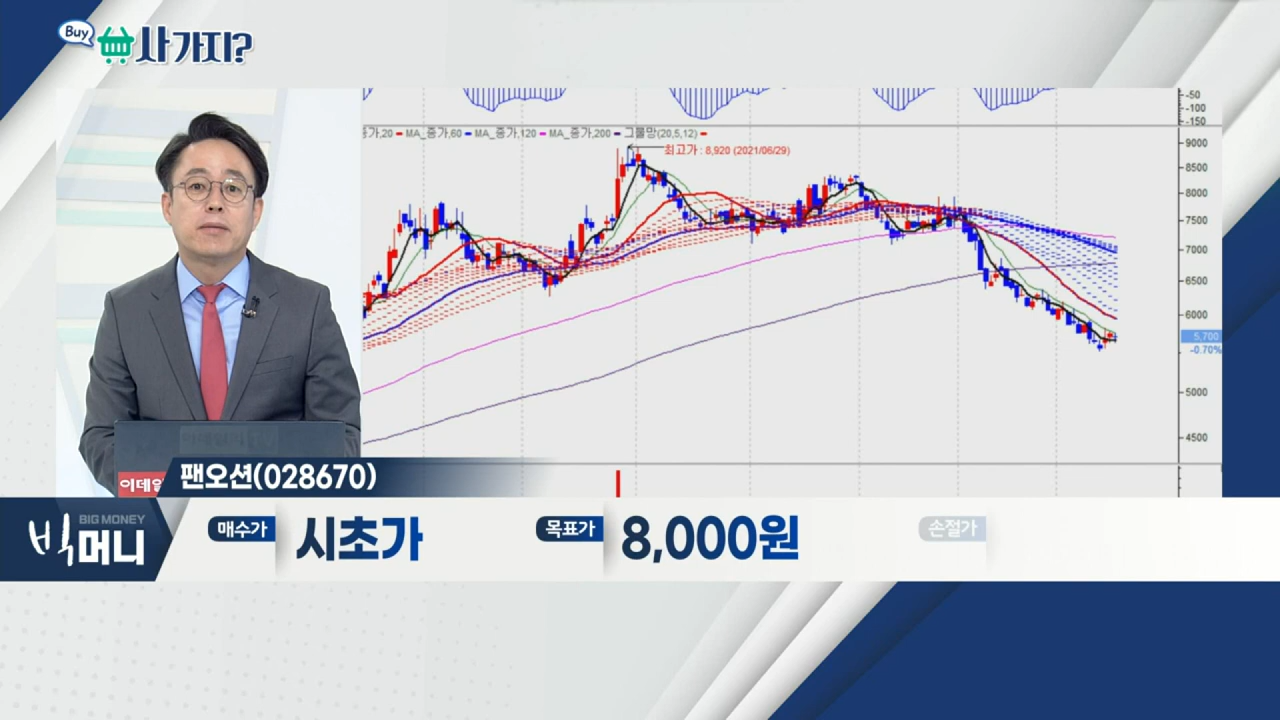 Buy
사가지?
-50
-100
-150
종가,20 MA_종가,60 MA_종가,120 MA_종가,200 그물망(20,5,12)
최고가 : 8,920 (2021/06/29)
9000
8500
8000
7500
7000
6500
6000
5,700
-0.70%
5000
4500
이데일
팬오션(028670)
BIG MONEY
빅머니
매수가
시초가
목표가
8,000원
손절가